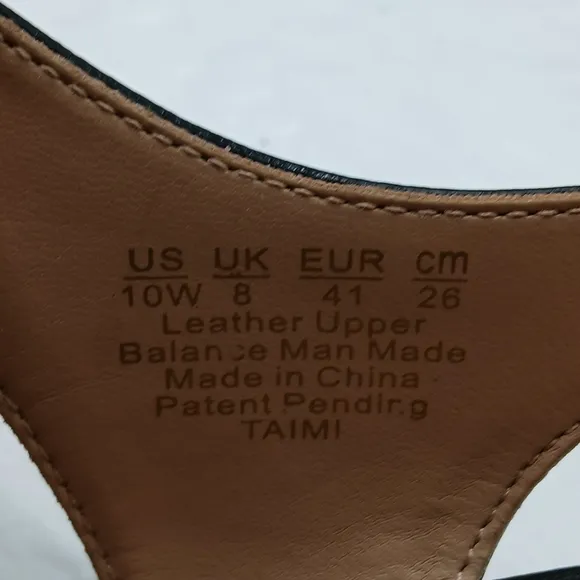 US UK EUR cm
10W 8 41 26
Leather Upper
Balance Man Made
Made in China
Patent Pending
TAIMI